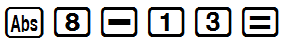 Abs 8 − 1 3 =